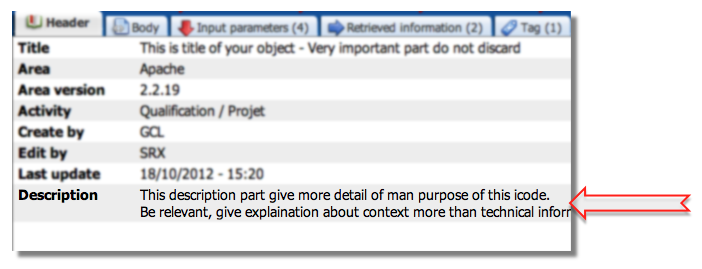 Header Body Input parameters (4) Retrieved information (2) Tag (1)
Title This is title of your object - Very important part do not discard
Area Apache
Area version 2.2.19
Activity Qualification / Projet
Create by GCL
Edit by SRX
Last update 18/10/2012 - 15:20
Description This description part give more detail of man purpose of this icode.
Be relevant, give explaination about context more than technical inforr